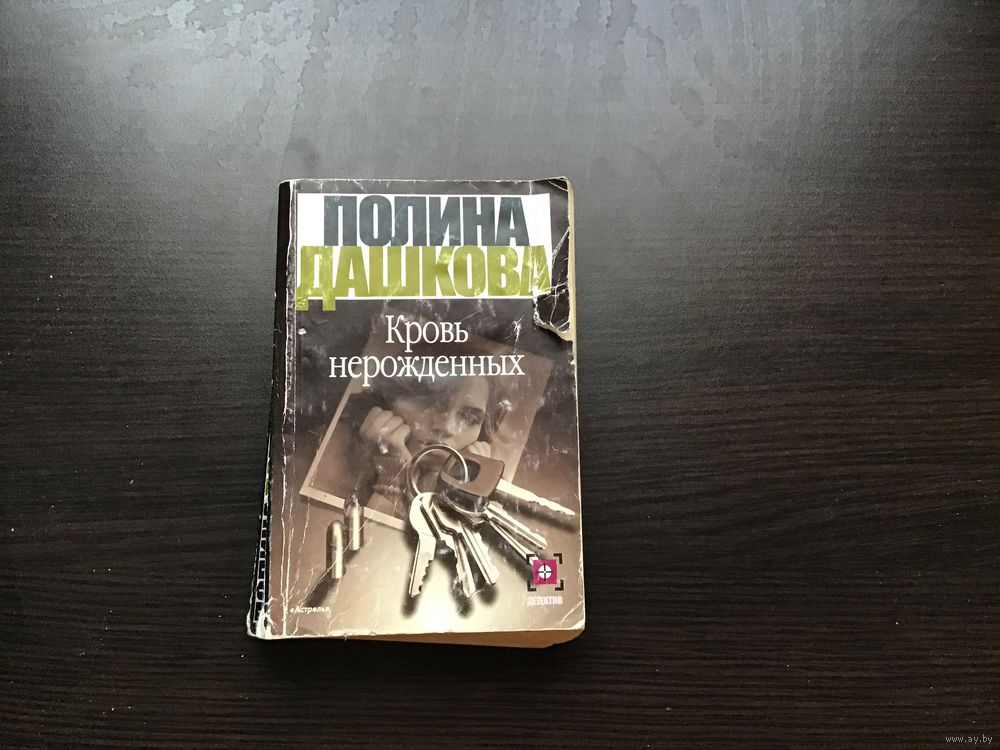 ПОЛИНА
ДАШКОВА
Кровь
нерожденных
«Астрель»
ДЕТЕКТИВ
www.ay.by